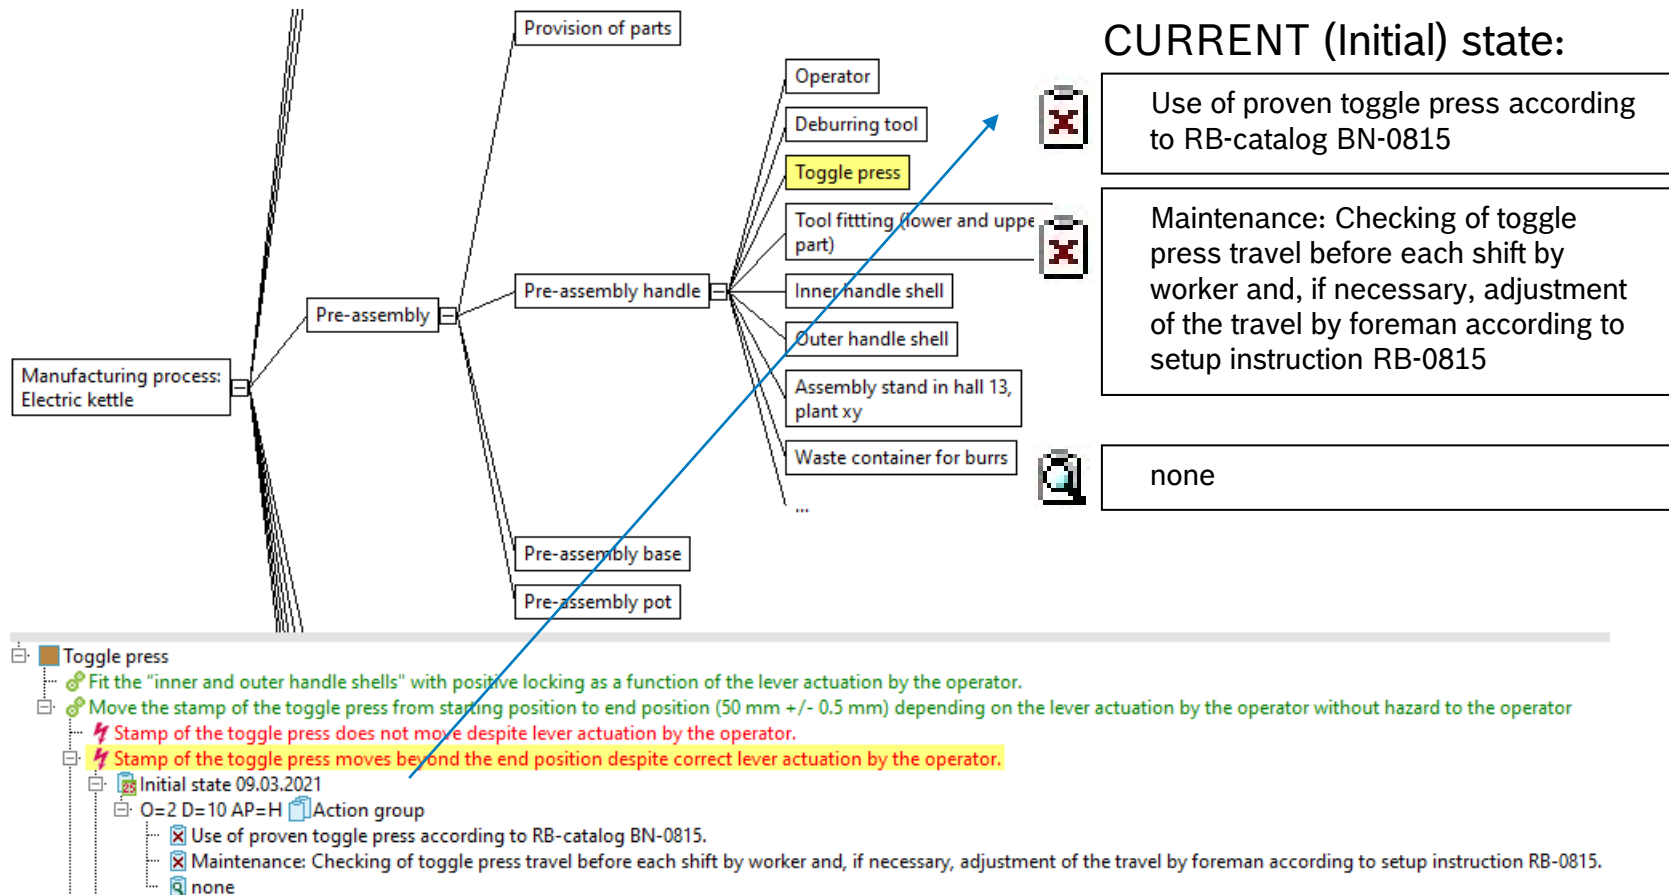 CURRENT (Initial) state:
Use of proven toggle press according
to RB-catalog BN-0815
Maintenance: Checking of toggle
press travel before each shift by
worker and, if necessary, adjustment
of the travel by foreman according to
setup instruction RB-0815
none
Provision of parts
Operator
Deburring tool
Toggle press
Tool fittting (lower and uppe
part)
Pre-assembly handle
Inner handle shell
Pre-assembly
Outer handle shell
Manufacturing process:
Electric kettle
Assembly stand in hall 13,
plant xy
Waste container for burrs
...
Pre-assembly base
Pre-assembly pot
Toggle press
Fit the "inner and outer handle shells" with positive locking as a function of the lever actuation by the operator.
Move the stamp of the toggle press from starting position to end position (50 mm +/- 0.5 mm) depending on the lever actuation by the operator without hazard to the operator
Stamp of the toggle press does not move despite lever actuation by the operator.
Stamp of the toggle press moves beyond the end position despite correct lever actuation by the operator.
Initial state 09.03.2021
O=2 D=10 AP=H Action group
Use of proven toggle press according to RB-catalog BN-0815.
Maintenance: Checking of toggle press travel before each shift by worker and, if necessary, adjustment of the travel by foreman according to setup instruction RB-0815.
none